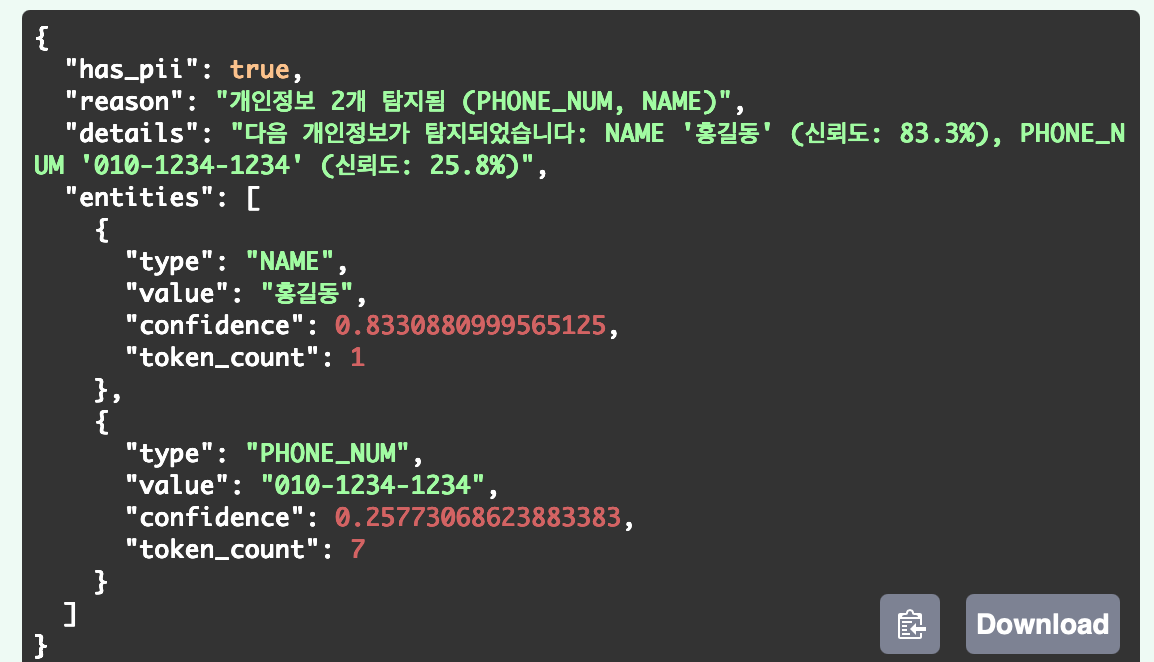 {
  "has_pii": true,
  "reason": "개인정보 2개 탐지됨 (PHONE_NUM, NAME)",
  "details": "다음 개인정보가 탐지되었습니다: NAME '홍길동' (신뢰도: 83.3%), PHONE_N
UM '010-1234-1234' (신뢰도: 25.8%)",
  "entities": [
    {
      "type": "NAME",
      "value": "홍길동",
      "confidence": 0.8330880999565125,
      "token_count": 1
    },
    {
      "type": "PHONE_NUM",
      "value": "010-1234-1234",
      "confidence": 0.25773068623883383,
      "token_count": 7
    }
  ]
}
Download